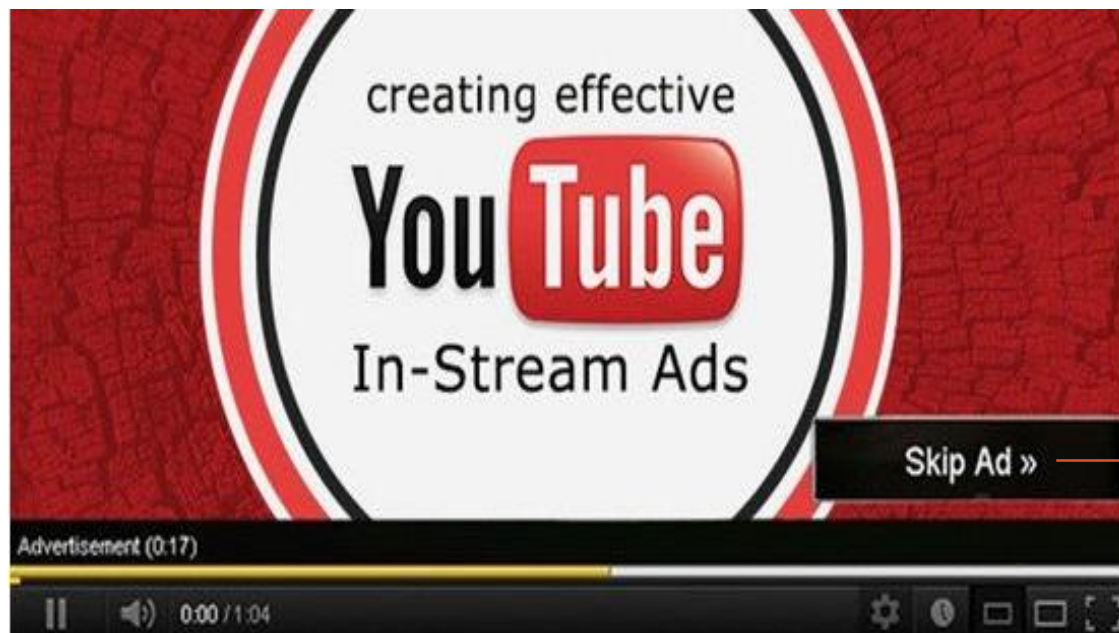 creating effective
YouTube
In-Stream Ads
Skip Ad »
Advertisement (0:17)
0:00 / 1:04